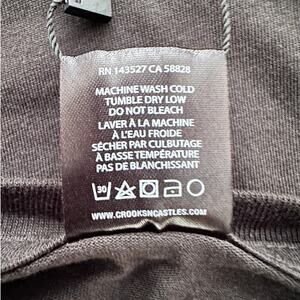 RN 143527 CA 58828
MACHINE WASH COLD
TUMBLE DRY LOW
DO NOT BLEACH
LAVER À LA MACHINE
À L'EAU FROIDE
SÉCHER PAR CULBUTAGE
À BASSE TEMPÉRATURE
PAS DE BLANCHISSANT
30
WWW.CROOKSNCASTLES.COM